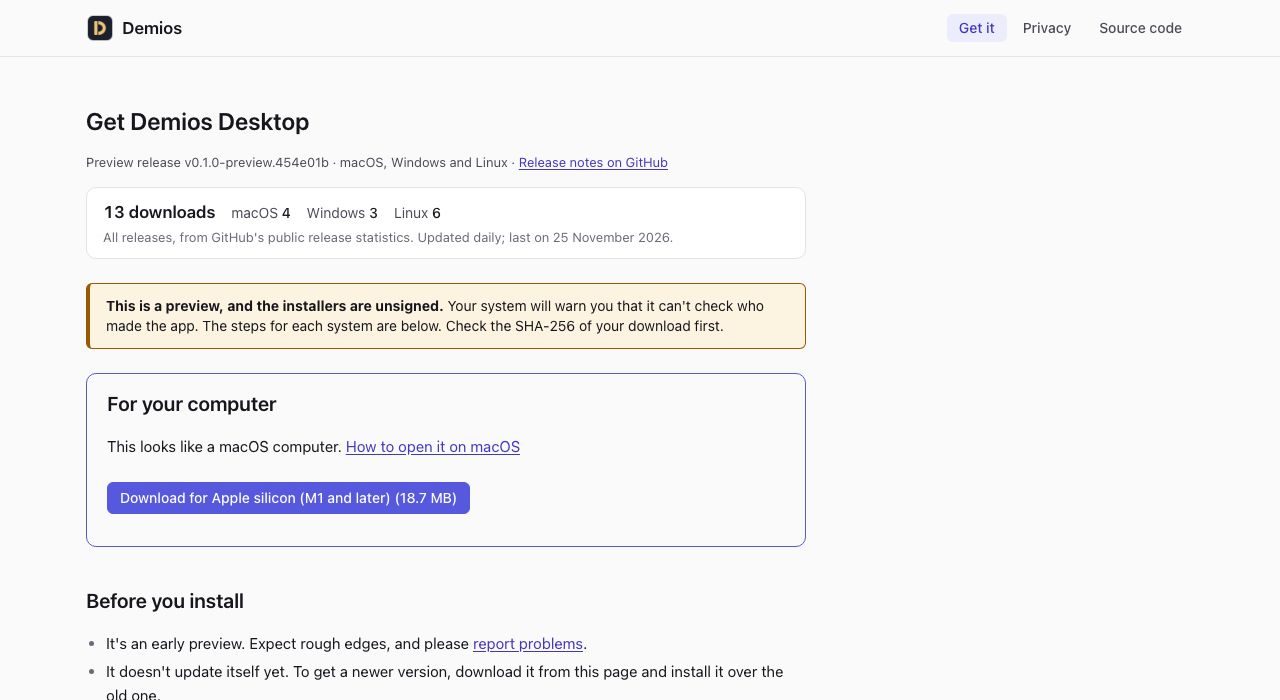 Demios
Get it
Privacy
Source code
Get Demios Desktop
Preview release v0.1.0-preview.454e01b · macOS, Windows and Linux · Release notes on GitHub
13 downloads macOS 4 Windows 3 Linux 6
All releases, from GitHub's public release statistics. Updated daily; last on 25 November 2026.
This is a preview, and the installers are unsigned. Your system will warn you that it can't check who
made the app. The steps for each system are below. Check the SHA-256 of your download first.
For your computer
This looks like a macOS computer. How to open it on macOS
Download for Apple silicon (M1 and later) (18.7 MB)
Before you install
It's an early preview. Expect rough edges, and please report problems.
It doesn't update itself yet. To get a newer version, download it from this page and install it over the
old one.